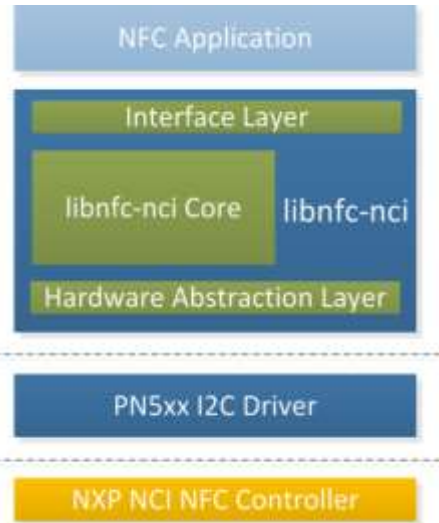 NFC Application
Interface Layer
libnfc-nci Core
libnfc-nci
Hardware Abstraction Layer
PN5xx I2C Driver
NXP NCI NFC Controller